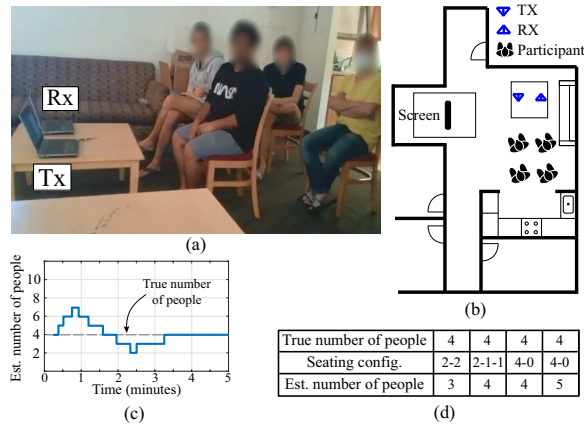 Rx
Tx
(a)
TX
RX
Participant
Screen
(b)
Est. number of people
12
10
8
6
4
2
True number
of people
0 1 2 3 4 5
Time (minutes)
(c)
True number of people 4 4 4 4
Seating config. 2-2 2-1-1 4-0 4-0
Est. number of people 3 4 4 5
(d)